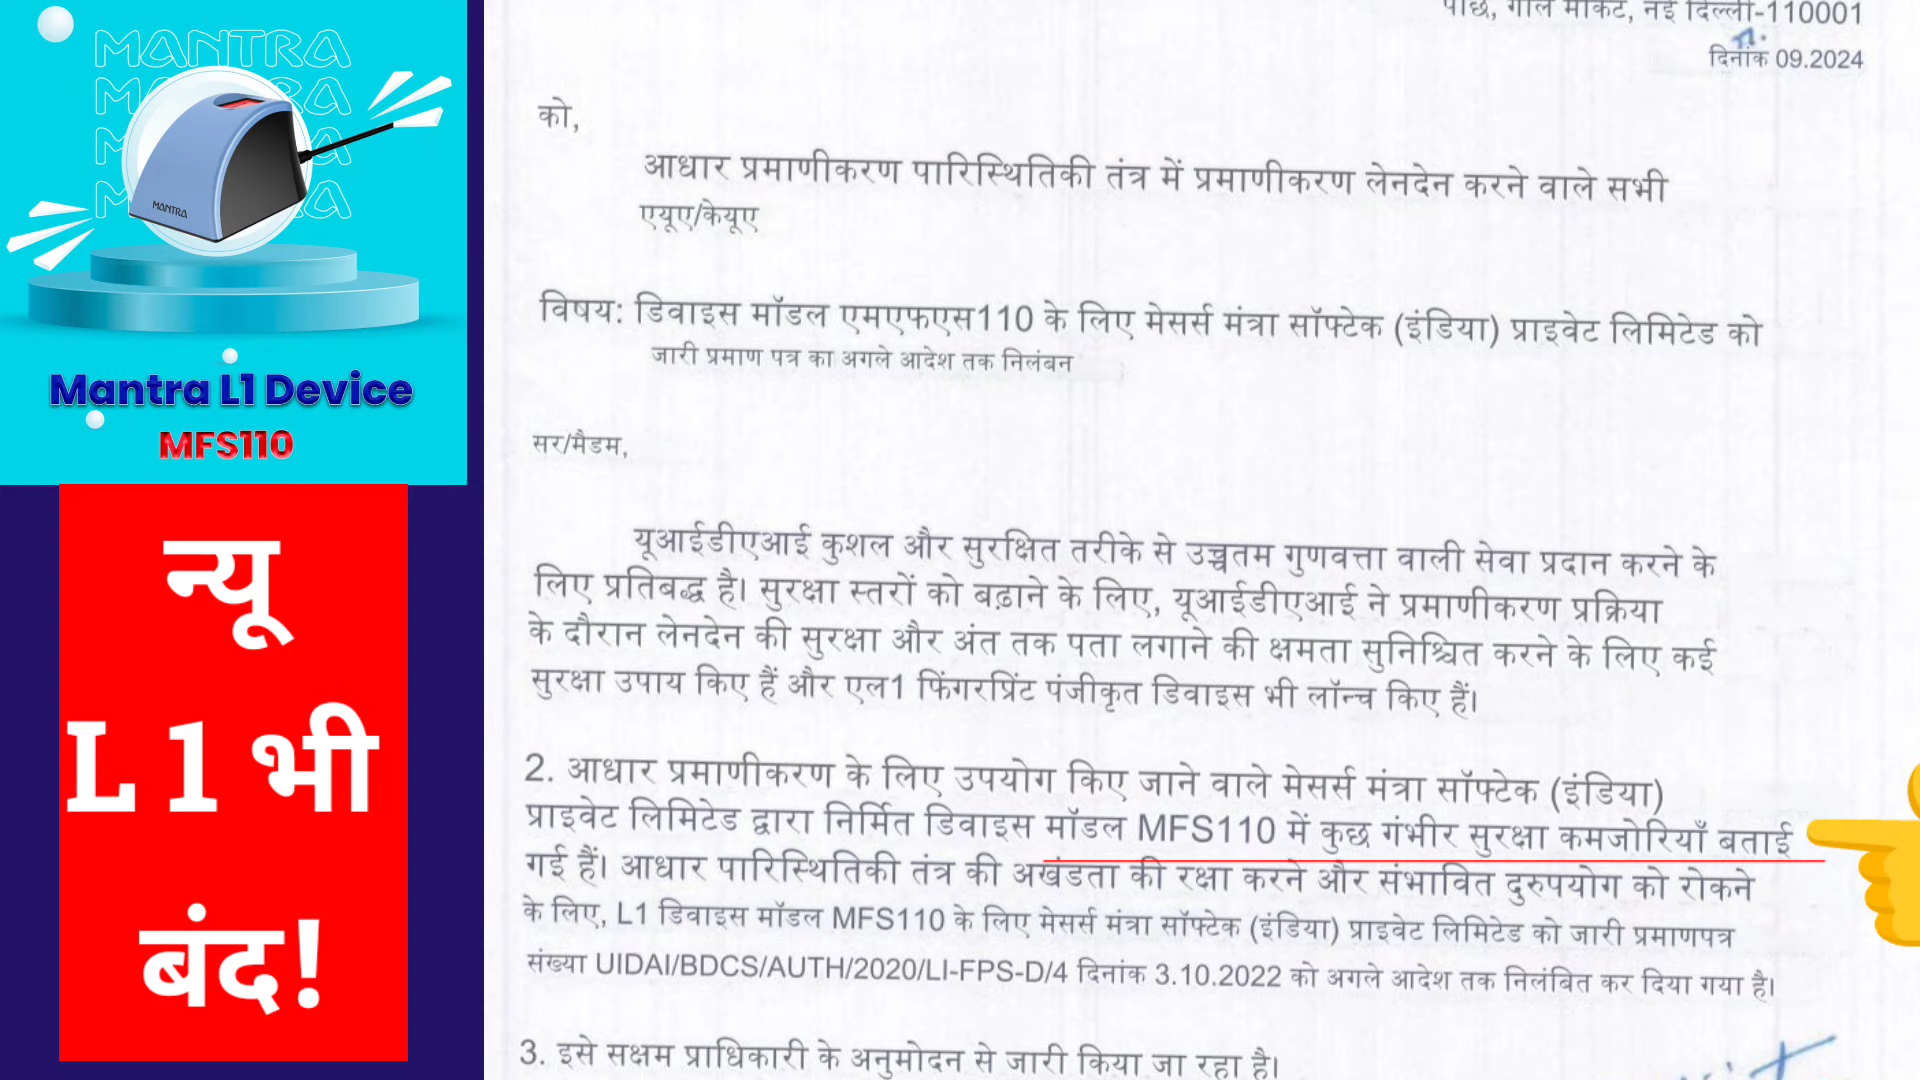 MANTRA
MANTRA
Mantra L1 Device
MFS110
न्यू
L 1 भी
बंद!
गोल मार्केट, नई दिल्ली-110001
दिनांक 09.2024
को,
आधार प्रमाणीकरण पारिस्थितिकी तंत्र में प्रमाणीकरण लेनदेन करने वाले सभी
एयूए/केयूए
विषय: डिवाइस मॉडल एमएफएस110 के लिए मेसर्स मंत्रा सॉफ्टेक (इंडिया) प्राइवेट लिमिटेड को
जारी प्रमाण पत्र का अगले आदेश तक निलंबन
सर/मैडम,
यूआईडीएआई कुशल और सुरक्षित तरीके से उच्चतम गुणवत्ता वाली सेवा प्रदान करने के
लिए प्रतिबद्ध है। सुरक्षा स्तरों को बढ़ाने के लिए, यूआईडीएआई ने प्रमाणीकरण प्रक्रिया
के दौरान लेनदेन की सुरक्षा और अंत तक पता लगाने की क्षमता सुनिश्चित करने के लिए कई
सुरक्षा उपाय किए हैं और एल1 फिंगरप्रिंट पंजीकृत डिवाइस भी लॉन्च किए हैं।
2. आधार प्रमाणीकरण के लिए उपयोग किए जाने वाले मेसर्स मंत्रा सॉफ्टेक (इंडिया)
प्राइवेट लिमिटेड द्वारा निर्मित डिवाइस मॉडल MFS110 में कुछ गंभीर सुरक्षा कमजोरियाँ बताई
गई हैं। आधार पारिस्थितिकी तंत्र की अखंडता की रक्षा करने और संभावित दुरुपयोग को रोकने
के लिए, L1 डिवाइस मॉडल MFS110 के लिए मेसर्स मंत्रा सॉफ्टेक (इंडिया) प्राइवेट लिमिटेड को जारी प्रमाणपत्र
संख्या UIDAI/BDCS/AUTH/2020/LI-FPS-D/4 दिनांक 3.10.2022 को अगले आदेश तक निलंबित कर दिया गया है।
3. इसे सक्षम प्राधिकारी के अनुमोदन से जारी किया जा रहा है।